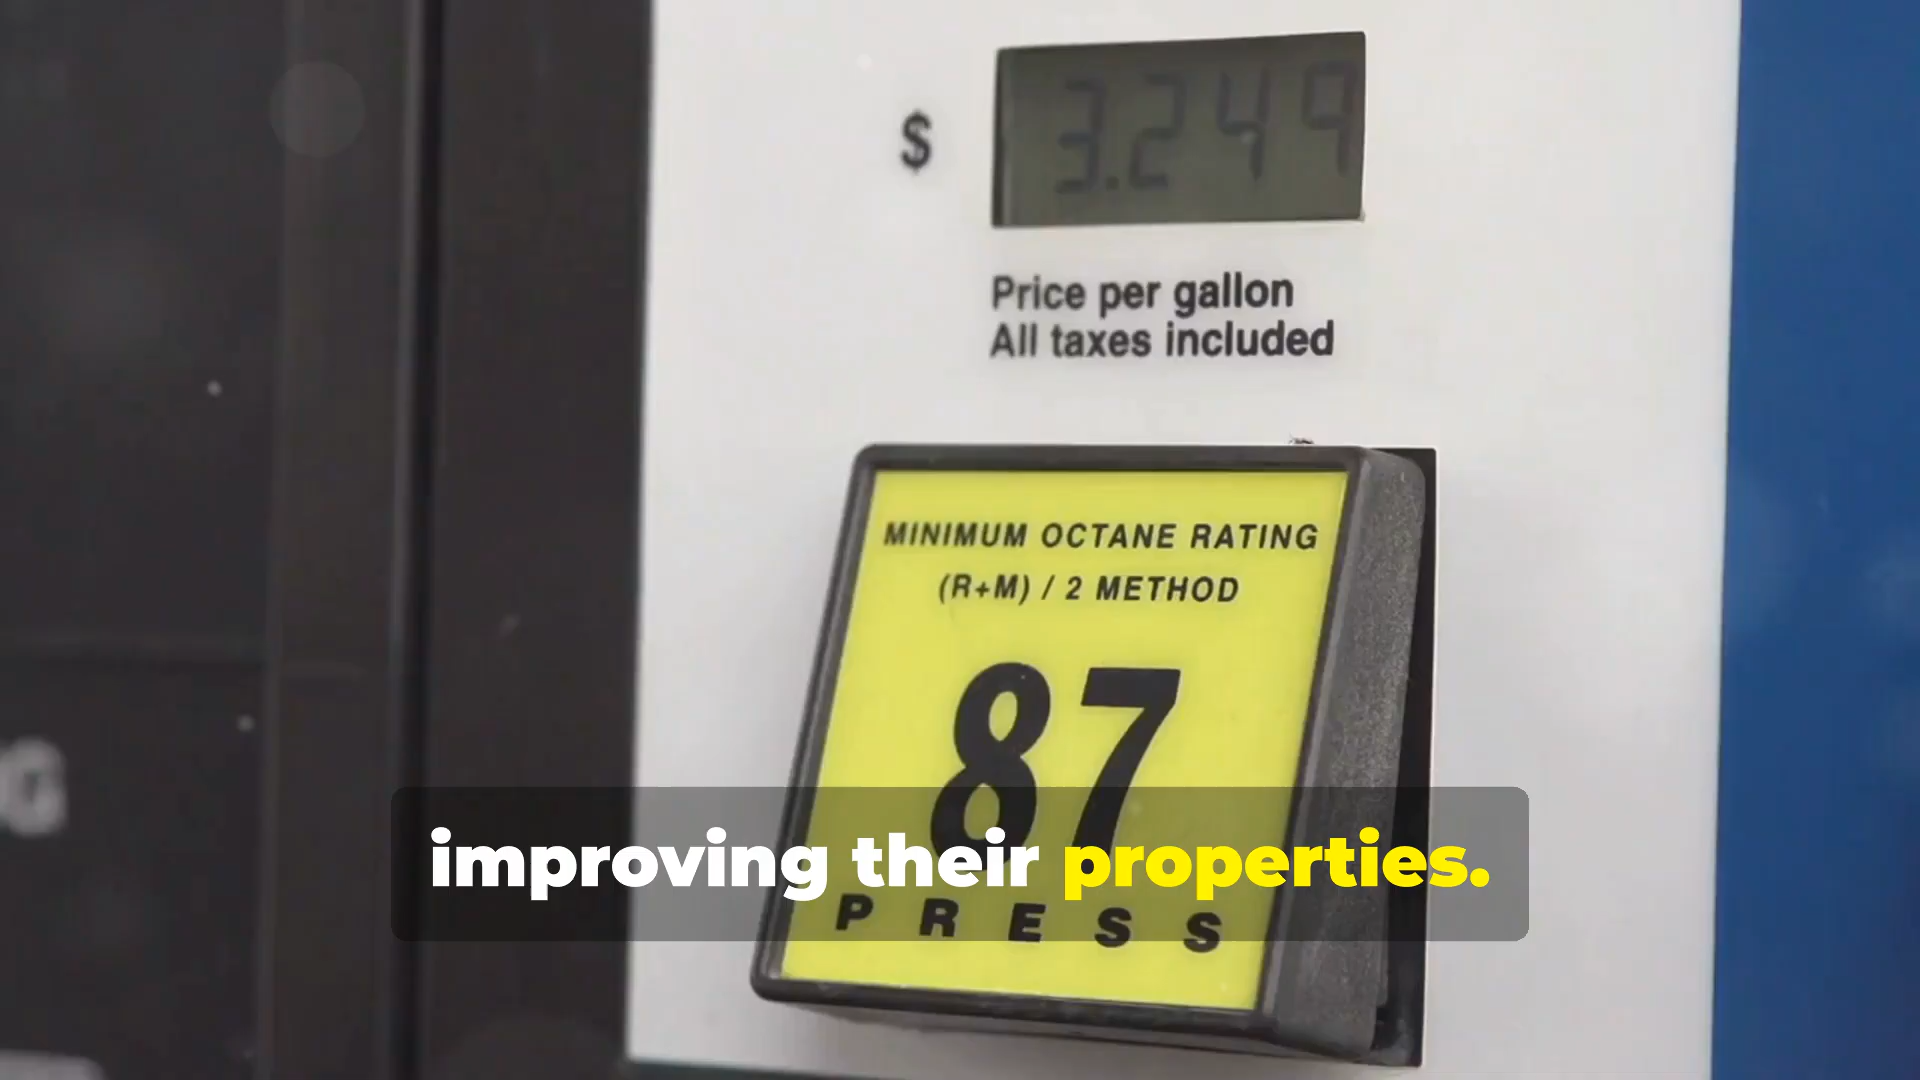 $ 3.249
Price per gallon
All taxes included
MINIMUM OCTANE RATING
(R+M) / 2 METHOD
87
improving their properties.
PRESS
G